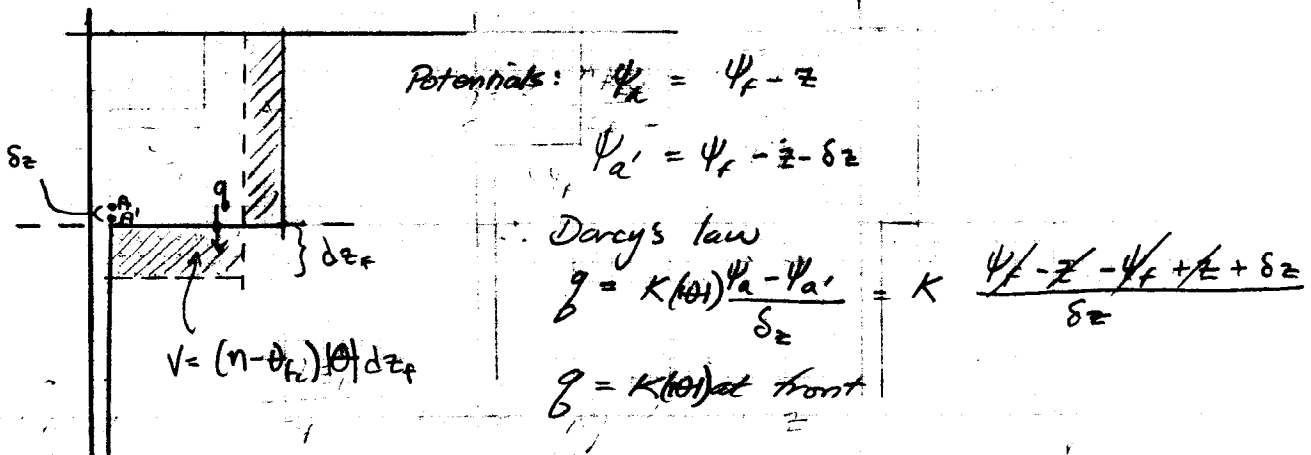 Potentials: Ψa = Ψf - z
Ψa' = Ψf - z - δz
δz
q
A
A'
dzf
∴ Darcy's law
q = K(|θ|) (Ψa - Ψa')/δz = K (Ψf - z - Ψf + z + δz)/δz
V = (n-θfi)|θ| dzf
q = K(|θ|) at front